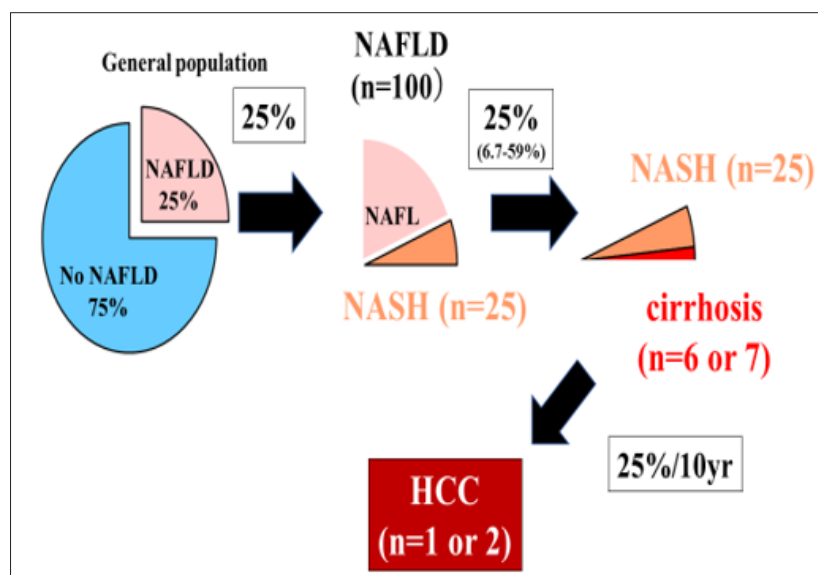 General population
25%
NAFLD
25%
No NAFLD
75%
NAFLD
(n=100)
NAFL
NASH (n=25)
25%
(6.7-59%)
NASH (n=25)
cirrhosis
(n=6 or 7)
25%/10yr
HCC
(n=1 or 2)